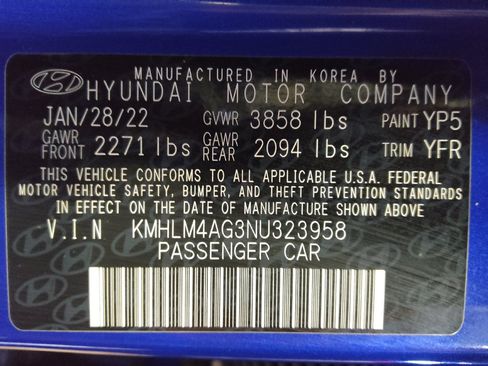 MANUFACTURED IN KOREA BY
HYUNDAI MOTOR COMPANY
JAN/28/22 GVWR 3858 lbs PAINT YP5
GAWR FRONT 2271 lbs GAWR REAR 2094 lbs TRIM YFR
THIS VEHICLE CONFORMS TO ALL APPLICABLE U.S.A. FEDERAL
MOTOR VEHICLE SAFETY, BUMPER, AND THEFT PREVENTION STANDARDS
IN EFFECT ON THE DATE OF MANUFACTURE SHOWN ABOVE
V.I.N KMHLM4AG3NU323958
PASSENGER CAR